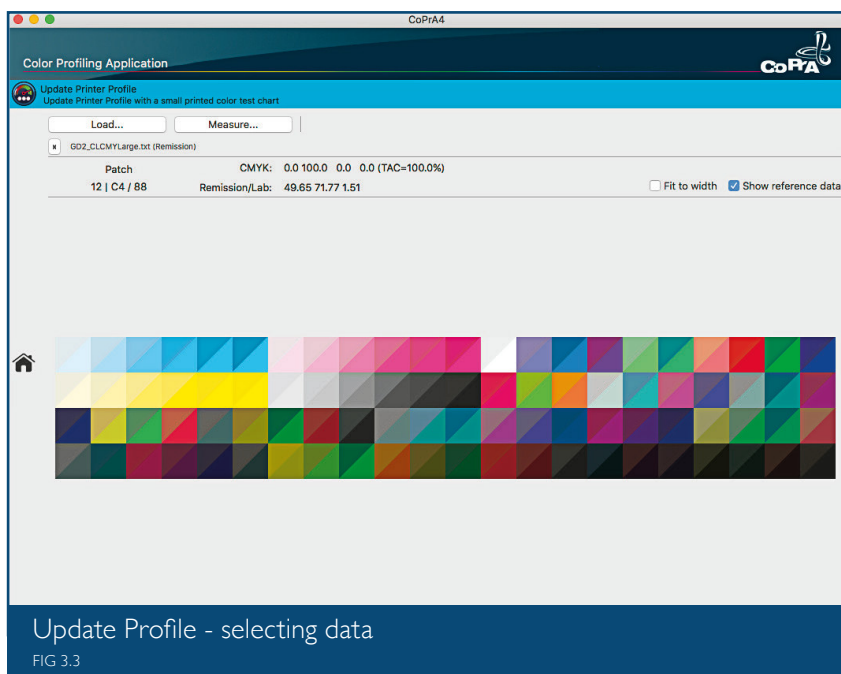 CoPrA4
Color Profiling Application
CoPrA
Update Printer Profile
Update Printer Profile with a small printed color test chart
Load...
Measure...
x
GD2_CLCMYLarge.txt (Remission)
Patch
CMYK: 0.0 100.0 0.0 0.0 (TAC=100.0%)
12 | C4 / 88
Remission/Lab: 49.65 71.77 1.51
Fit to width
Show reference data
Update Profile - selecting data
FIG 3.3